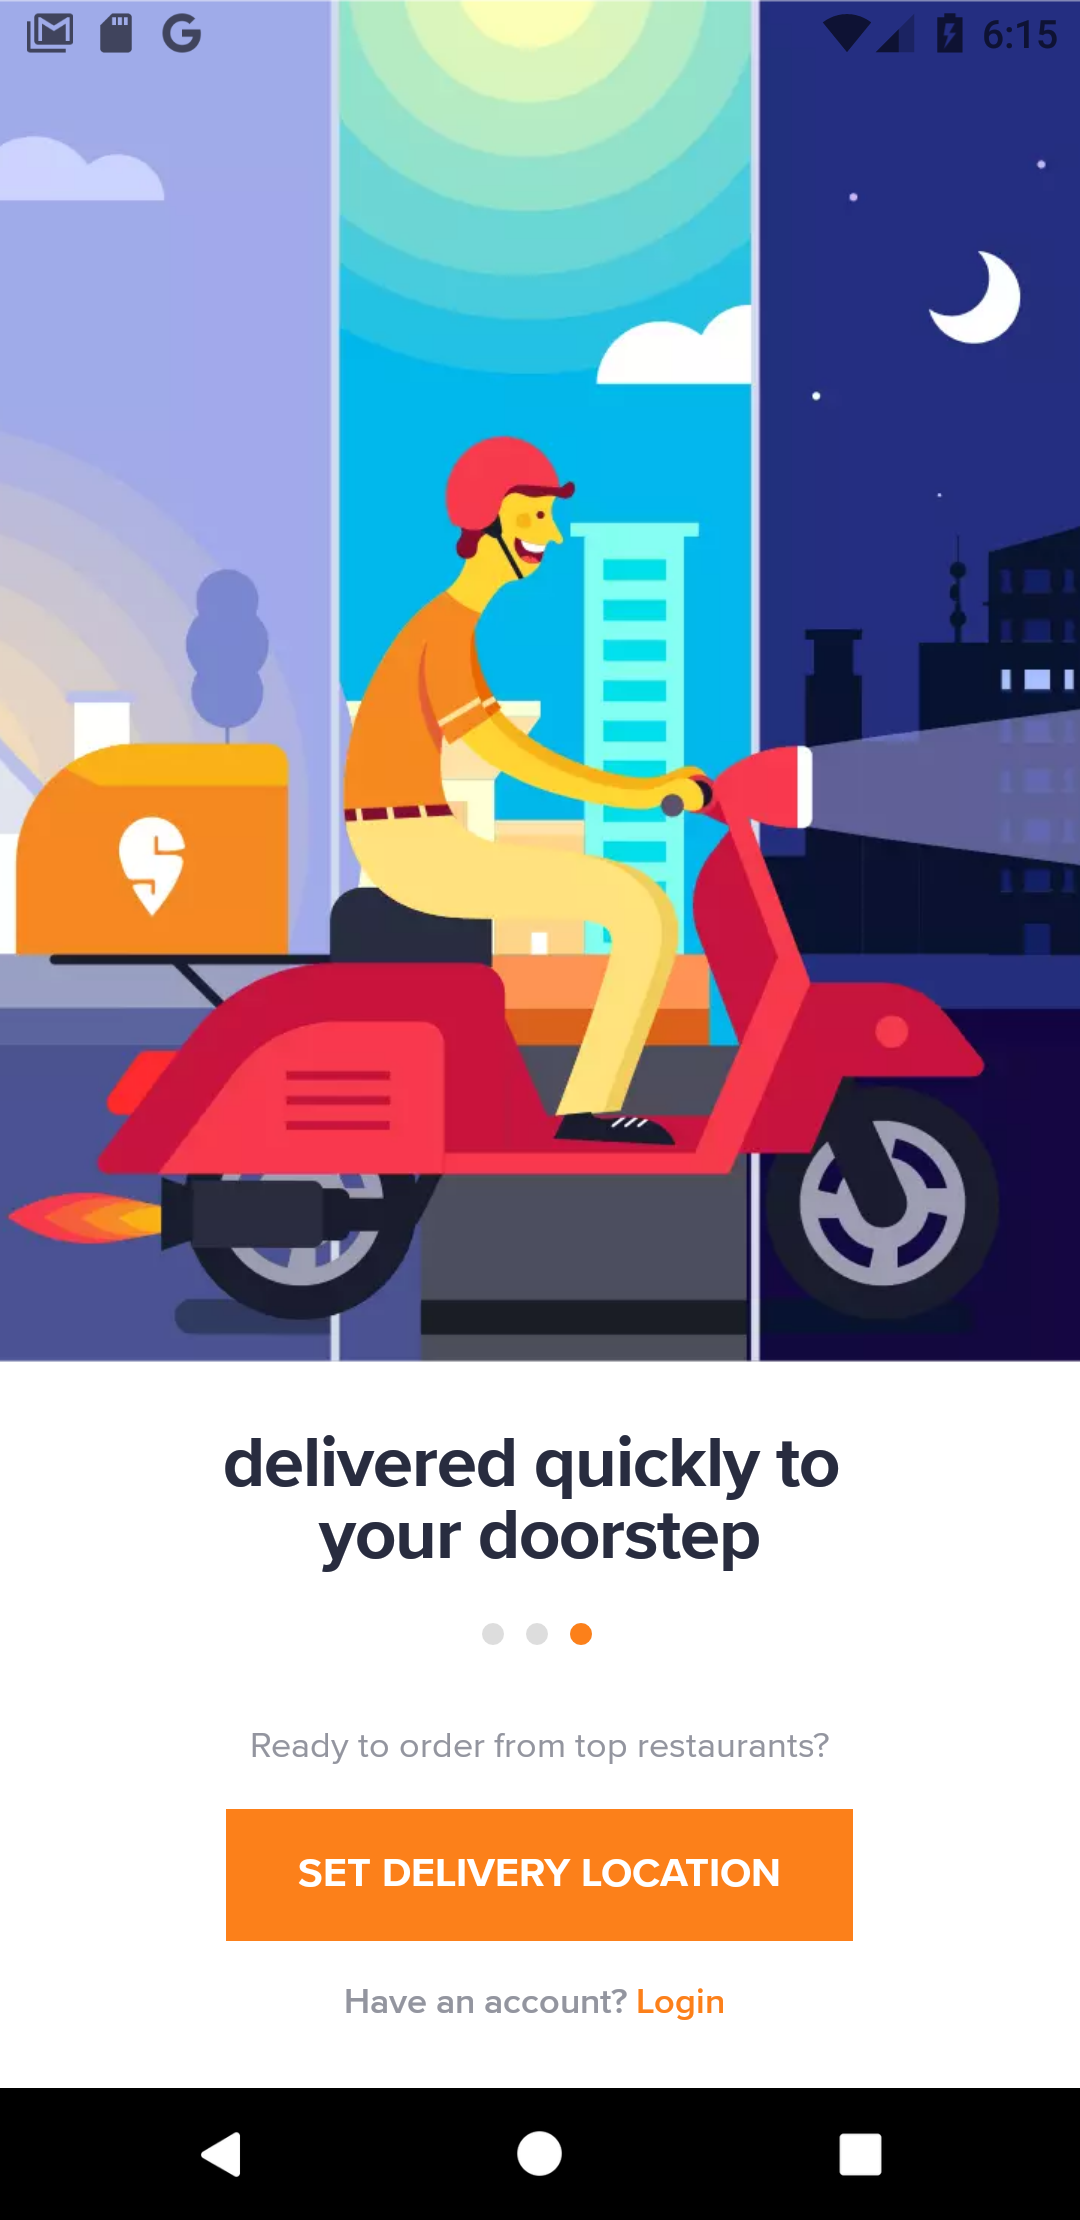 6:15
delivered quickly to
your doorstep
Ready to order from top restaurants?
SET DELIVERY LOCATION
Have an account? Login